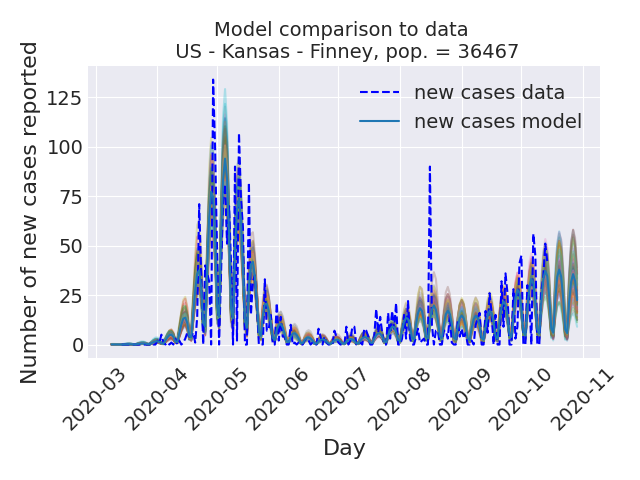 Model comparison to data
US - Kansas - Finney, pop. = 36467
new cases data
new cases model
Number of new cases reported
125
100
75
50
25
0
2020-03
2020-04
2020-05
2020-06
2020-07
2020-08
2020-09
2020-10
2020-11
Day